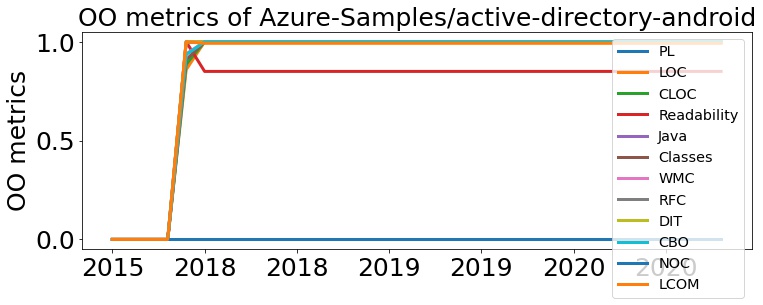 OO metrics of Azure-Samples/active-directory-android
OO metrics
1.0
0.5
0.0
2015 2018 2018 2019 2019 2020 2020
PL
LOC
CLOC
Readability
Java
Classes
WMC
RFC
DIT
CBO
NOC
LCOM